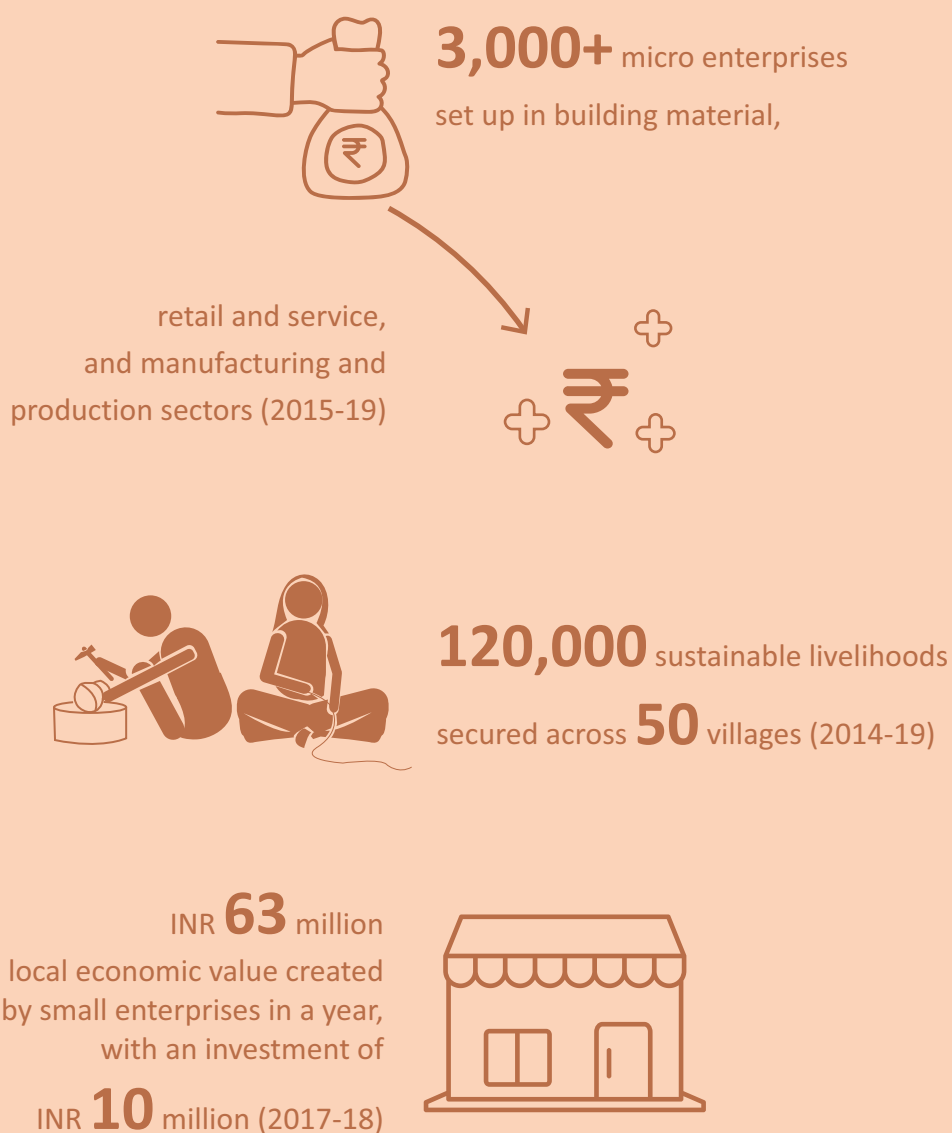 3,000+ micro enterprises
set up in building material,
₹
retail and service,
and manufacturing and
production sectors (2015-19)
₹
120,000 sustainable livelihoods
secured across 50 villages (2014-19)
INR 63 million
local economic value created
by small enterprises in a year,
with an investment of
INR 10 million (2017-18)